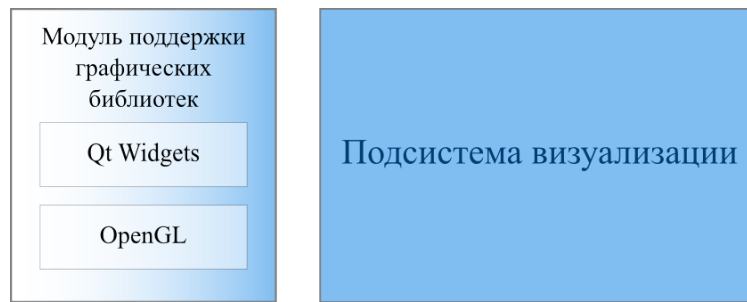 Модуль поддержки
графических
библиотек
Qt Widgets
OpenGL
Подсистема визуализации